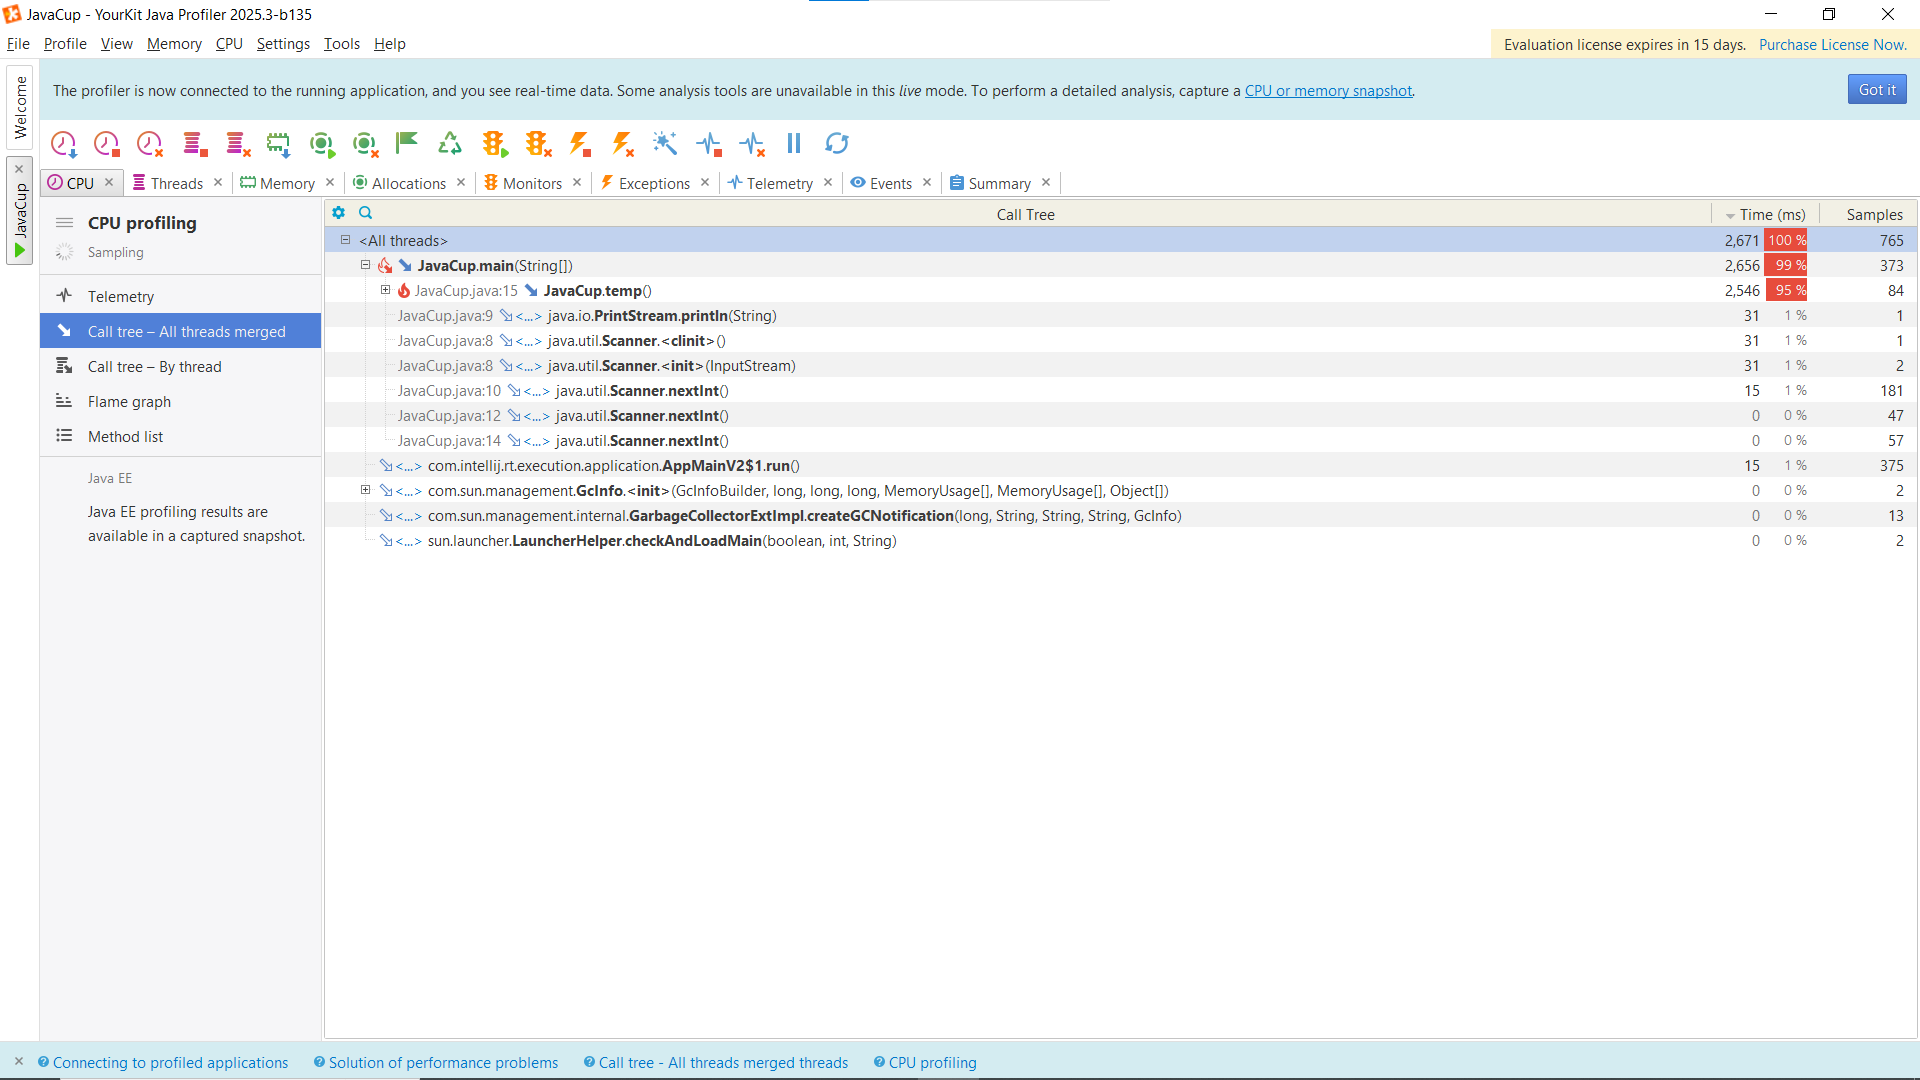 JavaCup - YourKit Java Profiler 2025.3-b135
File Profile View Memory CPU Settings Tools Help
Evaluation license expires in 15 days. Purchase License Now.
Welcome
JavaCup
The profiler is now connected to the running application, and you see real-time data. Some analysis tools are unavailable in this live mode. To perform a detailed analysis, capture a CPU or memory snapshot.
Got it
CPU Threads Memory Allocations Monitors Exceptions Telemetry Events Summary
CPU profiling
Sampling
Telemetry
Call tree – All threads merged
Call tree – By thread
Flame graph
Method list
Java EE
Java EE profiling results are
available in a captured snapshot.
Call Tree Time (ms) Samples
<All threads> 2,671 100 % 765
JavaCup.main(String[]) 2,656 99 % 373
JavaCup.java:15 JavaCup.temp() 2,546 95 % 84
JavaCup.java:9 <...> java.io.PrintStream.println(String) 31 1 % 1
JavaCup.java:8 <...> java.util.Scanner.<clinit>() 31 1 % 1
JavaCup.java:8 <...> java.util.Scanner.<init>(InputStream) 31 1 % 2
JavaCup.java:10 <...> java.util.Scanner.nextInt() 15 1 % 181
JavaCup.java:12 <...> java.util.Scanner.nextInt() 0 0 % 47
JavaCup.java:14 <...> java.util.Scanner.nextInt() 0 0 % 57
<...> com.intellij.rt.execution.application.AppMainV2$1.run() 15 1 % 375
<...> com.sun.management.GcInfo.<init>(GcInfoBuilder, long, long, long, MemoryUsage[], MemoryUsage[], Object[]) 0 0 % 2
<...> com.sun.management.internal.GarbageCollectorExtImpl.createGCNotification(long, String, String, String, GcInfo) 0 0 % 13
<...> sun.launcher.LauncherHelper.checkAndLoadMain(boolean, int, String) 0 0 % 2
Connecting to profiled applications Solution of performance problems Call tree - All threads merged threads CPU profiling